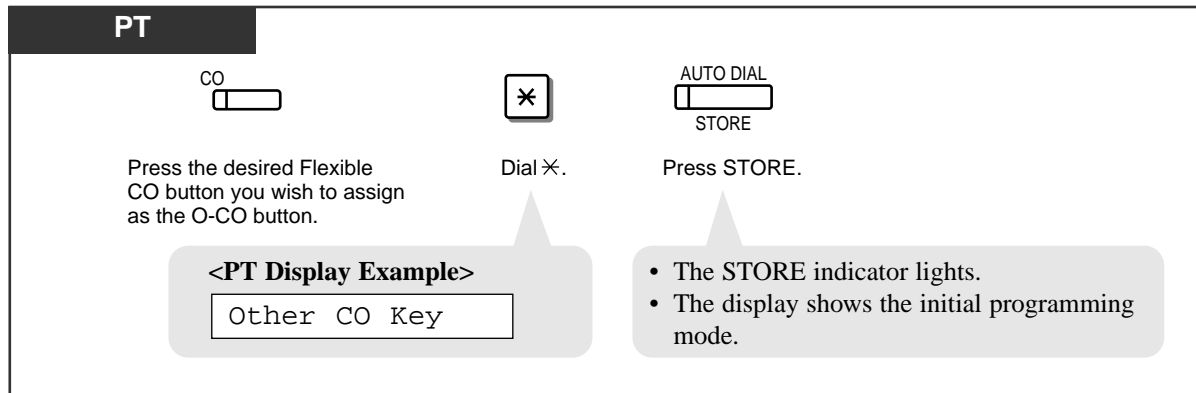 PT
CO
Press the desired Flexible
CO button you wish to assign
as the O-CO button.
✳
Dial ✳.
AUTO DIAL
STORE
Press STORE.
<PT Display Example>
Other CO Key
• The STORE indicator lights.
• The display shows the initial programming
mode.